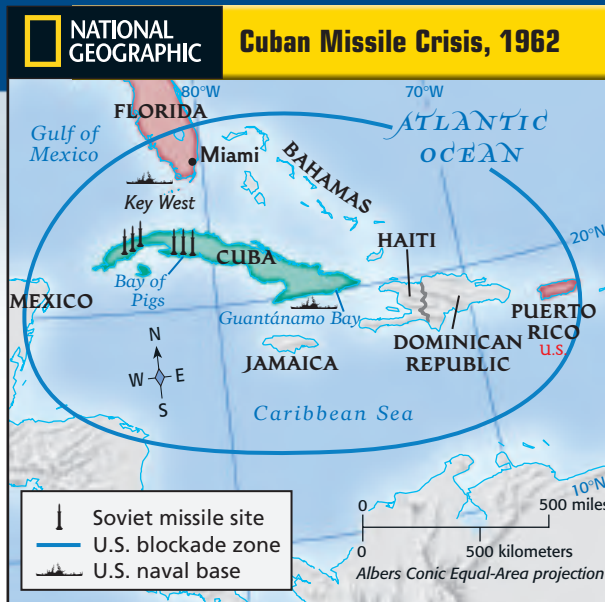 NATIONAL
GEOGRAPHIC
Cuban Missile Crisis, 1962
80°W
70°W
FLORIDA
Gulf of
Mexico
Miami
ATLANTIC
OCEAN
BAHAMAS
Key West
20°N
HAITI
CUBA
Bay of
Pigs
MEXICO
Guantánamo Bay
PUERTO
RICO
U.S.
DOMINICAN
REPUBLIC
JAMAICA
N
W E
S
Caribbean Sea
10°N
Soviet missile site
U.S. blockade zone
U.S. naval base
0 500 miles
0 500 kilometers
Albers Conic Equal-Area projection